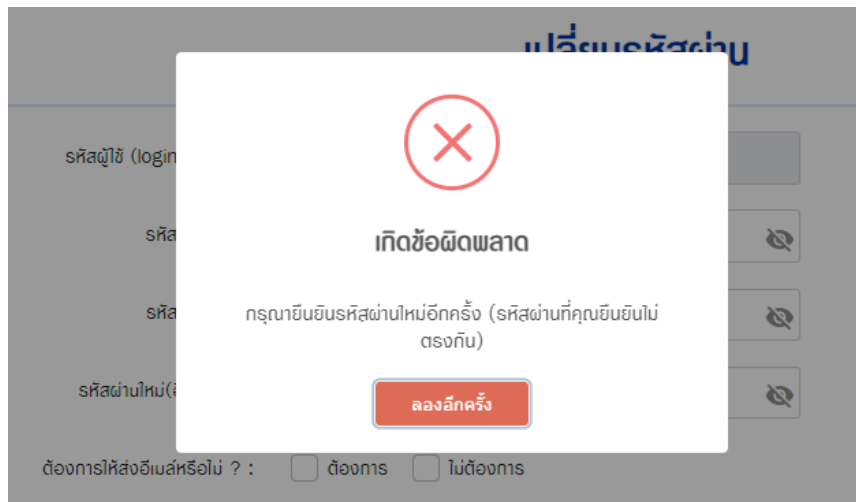 เปลี่ยนรหัสผ่าน
รหัสผู้ใช้ (login
รหัส
เกิดข้อผิดพลาด
รหัส
กรุณายืนยันรหัสผ่านใหม่อีกครั้ง (รหัสผ่านที่คุณยืนยันไม่
ตรงกัน)
รหัสผ่านใหม่(
ลองอีกครั้ง
ต้องการให้ส่งอีเมล์หรือไม่ ? : ต้องการ ไม่ต้องการ